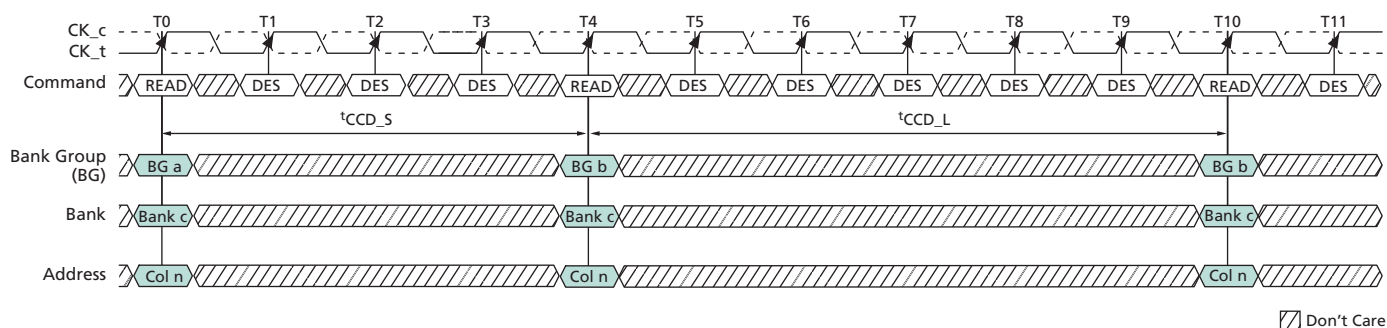 T0 T1 T2 T3 T4 T5 T6 T7 T8 T9 T10 T11
CK_c
CK_t
Command READ DES DES DES READ DES DES DES DES DES READ DES
tCCD_S tCCD_L
Bank Group
(BG)
BG a BG b BG b
Bank Bank c Bank c Bank c
Address Col n Col n Col n
Don't Care